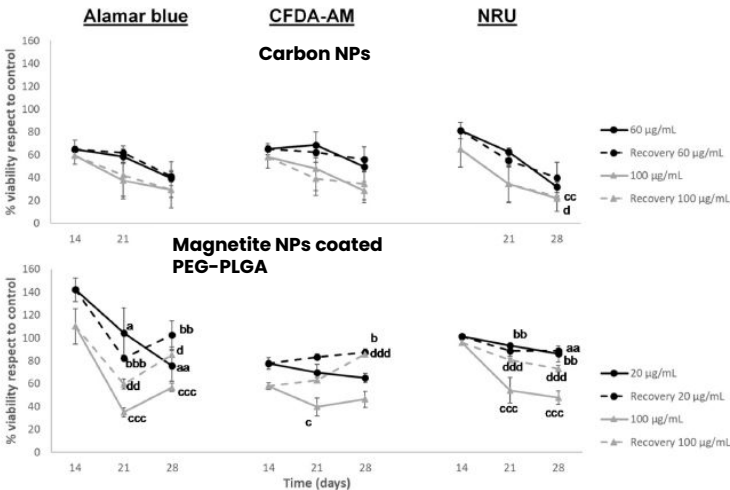 Alamar blue CFDA-AM NRU
Carbon NPs
% viability respect to control
160
140
120
100
80
60
40
20
0
14 21
21 28
cc
d
60 µg/mL
Recovery 60 µg/mL
100 µg/mL
Recovery 100 µg/mL
Magnetite NPs coated
PEG-PLGA
% viability respect to control
160
140
120
100
80
60
40
20
0
a
bbb
dd
ccc
bb
d
aa
ccc
c
b
ddd
bb
ddd
ccc
aa
bb
ddd
ccc
14 21 28 14 21 28 14 21 28
Time (days)
20 µg/mL
Recovery 20 µg/mL
100 µg/mL
Recovery 100 µg/mL